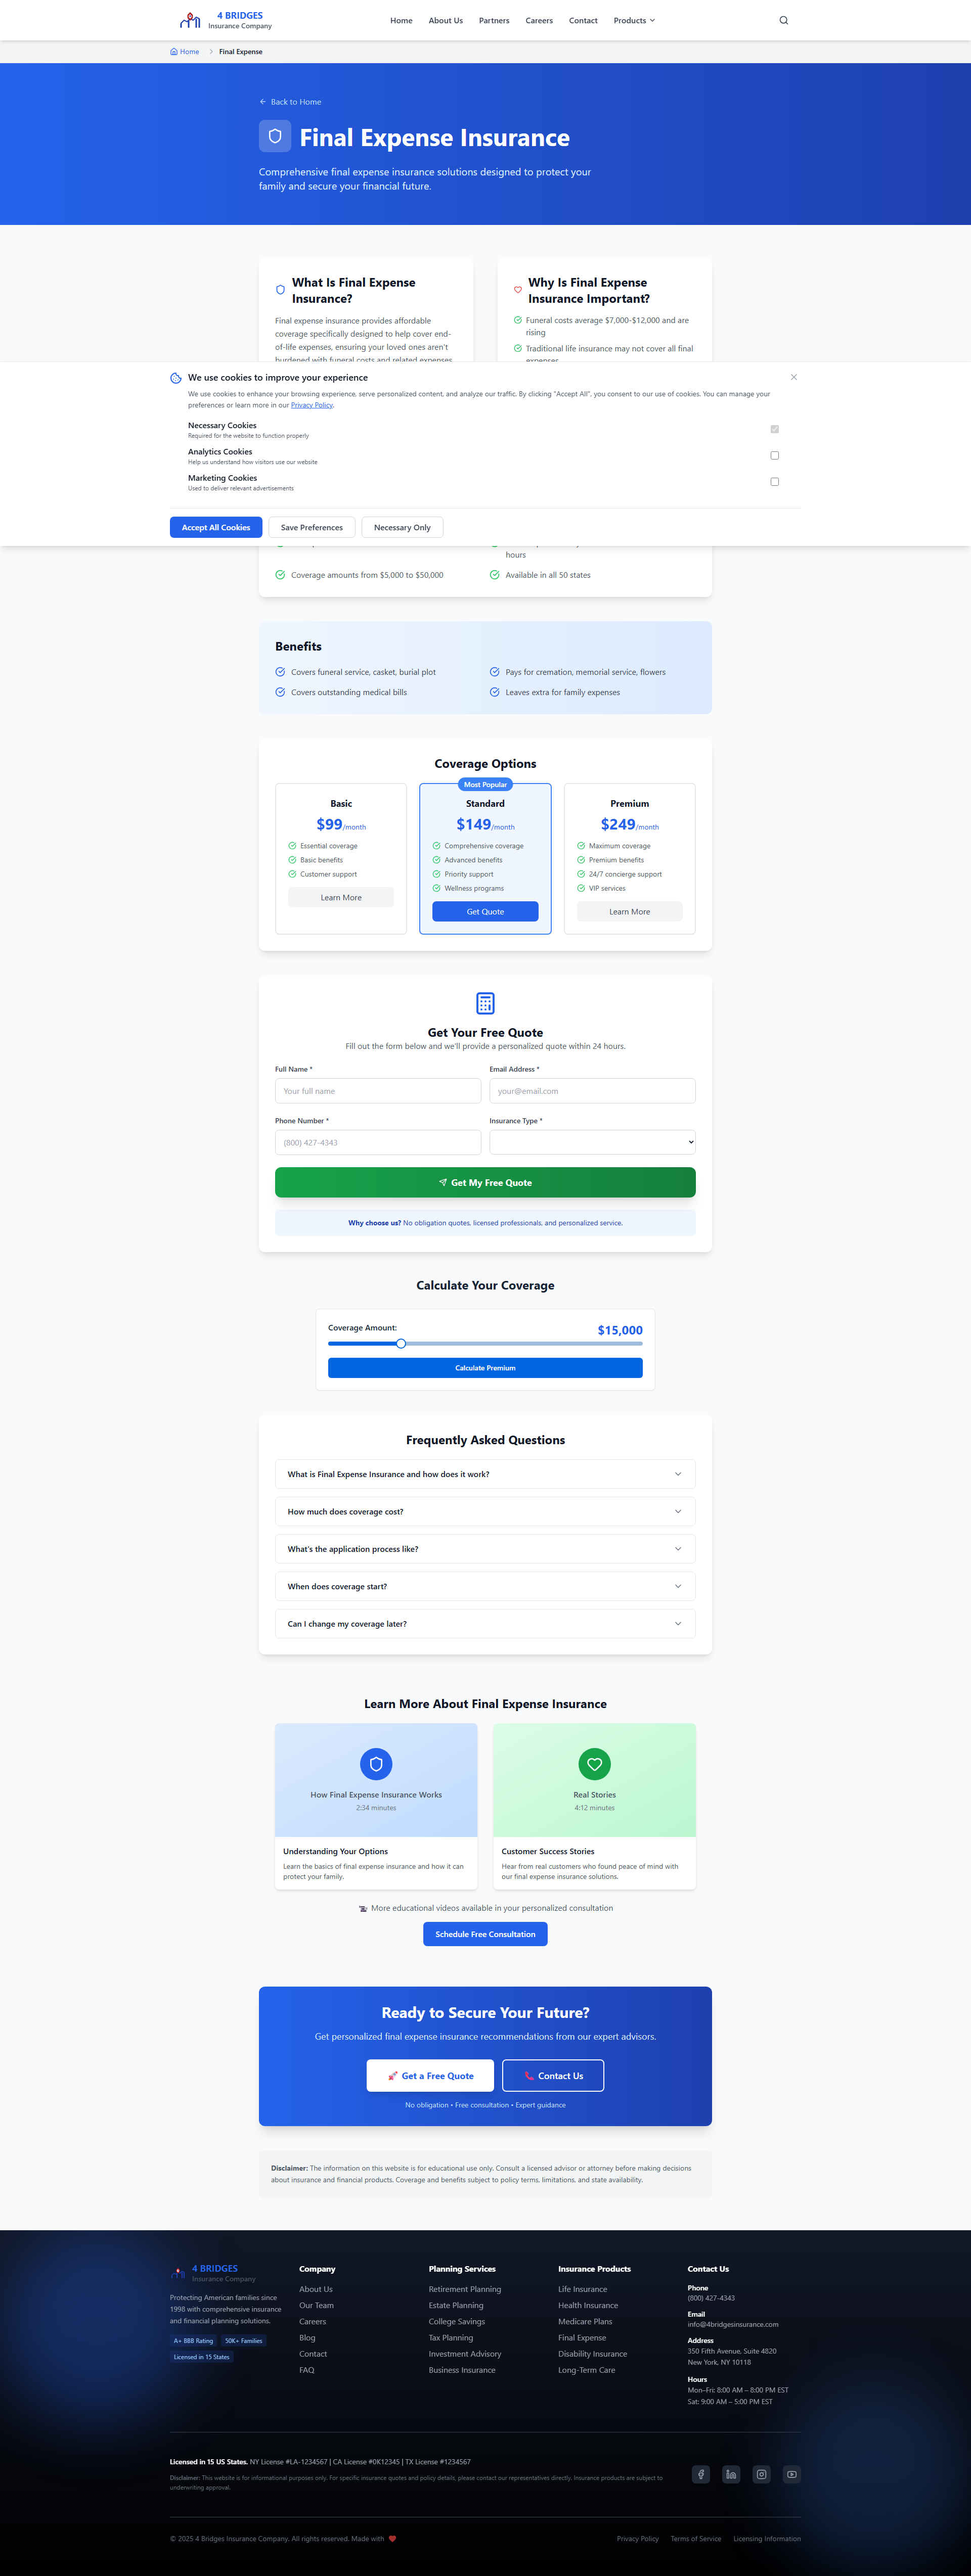 4 BRIDGES
Insurance Company
Home
About Us
Partners
Careers
Contact
Products
Home
Final Expense
Back to Home
Final Expense Insurance
Comprehensive final expense insurance solutions designed to protect your
family and secure your financial future.
What Is Final Expense
Insurance?
Final expense insurance provides affordable
coverage specifically designed to help cover end-
of-life expenses, ensuring your loved ones aren't
burdened with funeral costs and related expenses
Why Is Final Expense
Insurance Important?
Funeral costs average $7,000-$12,000 and are
rising
Traditional life insurance may not cover all final
expenses
We use cookies to improve your experience
We use cookies to enhance your browsing experience, serve personalized content, and analyze our traffic. By clicking "Accept All", you consent to our use of cookies. You can manage your
preferences or learn more in our Privacy Policy.
Necessary Cookies
Required for the website to function properly
Analytics Cookies
Help us understand how visitors use our website
Marketing Cookies
Used to deliver relevant advertisements
Accept All Cookies
Save Preferences
Necessary Only
hours
Coverage amounts from $5,000 to $50,000
Available in all 50 states
Benefits
Covers funeral service, casket, burial plot
Pays for cremation, memorial service, flowers
Covers outstanding medical bills
Leaves extra for family expenses
Coverage Options
Basic
$99/month
Essential coverage
Basic benefits
Customer support
Learn More
Most Popular
Standard
$149/month
Comprehensive coverage
Advanced benefits
Priority support
Wellness programs
Get Quote
Premium
$249/month
Maximum coverage
Premium benefits
24/7 concierge support
VIP services
Learn More
Get Your Free Quote
Fill out the form below and we'll provide a personalized quote within 24 hours.
Full Name *
Your full name
Email Address *
your@email.com
Phone Number *
(800) 427-4343
Insurance Type *
Get My Free Quote
Why choose us? No obligation quotes, licensed professionals, and personalized service.
Calculate Your Coverage
Coverage Amount:
$15,000
Calculate Premium
Frequently Asked Questions
What is Final Expense Insurance and how does it work?
How much does coverage cost?
What's the application process like?
When does coverage start?
Can I change my coverage later?
Learn More About Final Expense Insurance
How Final Expense Insurance Works
2:34 minutes
Understanding Your Options
Learn the basics of final expense insurance and how it can
protect your family.
Real Stories
4:12 minutes
Customer Success Stories
Hear from real customers who found peace of mind with
our final expense insurance solutions.
More educational videos available in your personalized consultation
Schedule Free Consultation
Ready to Secure Your Future?
Get personalized final expense insurance recommendations from our expert advisors.
Get a Free Quote
Contact Us
No obligation • Free consultation • Expert guidance
Disclaimer: The information on this website is for educational use only. Consult a licensed advisor or attorney before making decisions
about insurance and financial products. Coverage and benefits subject to policy terms, limitations, and state availability.
4 BRIDGES
Insurance Company
Protecting American families since
1998 with comprehensive insurance
and financial planning solutions.
A+ BBB Rating
50K+ Families
Licensed in 15 States
Company
About Us
Our Team
Careers
Blog
Contact
FAQ
Planning Services
Retirement Planning
Estate Planning
College Savings
Tax Planning
Investment Advisory
Business Insurance
Insurance Products
Life Insurance
Health Insurance
Medicare Plans
Final Expense
Disability Insurance
Long-Term Care
Contact Us
Phone
(800) 427-4343
Email
info@4bridgesinsurance.com
Address
350 Fifth Avenue, Suite 4820
New York, NY 10118
Hours
Mon–Fri: 8:00 AM – 8:00 PM EST
Sat: 9:00 AM – 5:00 PM EST
Licensed in 15 US States. NY License #LA-1234567 | CA License #0K12345 | TX License #1234567
Disclaimer: This website is for informational purposes only. For specific insurance quotes and policy details, please contact our representatives directly. Insurance products are subject to
underwriting approval.
© 2025 4 Bridges Insurance Company. All rights reserved. Made with
Privacy Policy
Terms of Service
Licensing Information